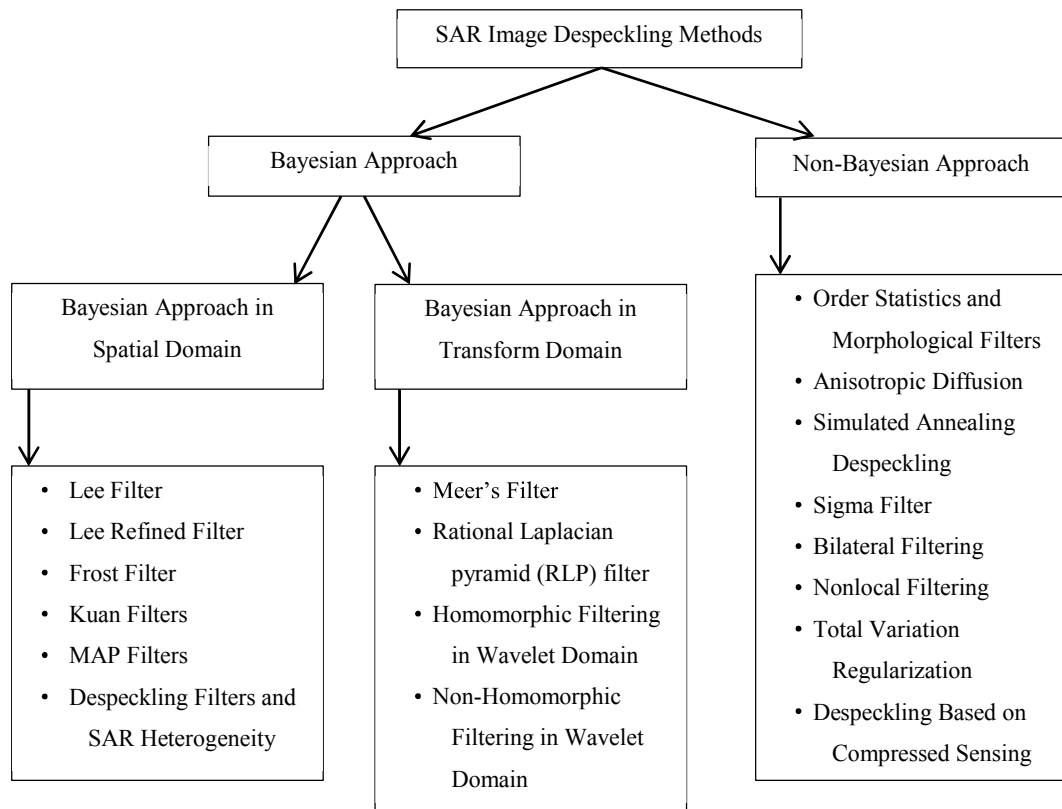 SAR Image Despeckling Methods
Bayesian Approach
Non-Bayesian Approach
Bayesian Approach in
Spatial Domain
Bayesian Approach in
Transform Domain
• Lee Filter
• Lee Refined Filter
• Frost Filter
• Kuan Filters
• MAP Filters
• Despeckling Filters and
SAR Heterogeneity
• Meer’s Filter
• Rational Laplacian
pyramid (RLP) filter
• Homomorphic Filtering
in Wavelet Domain
• Non-Homomorphic
Filtering in Wavelet
Domain
• Order Statistics and
Morphological Filters
• Anisotropic Diffusion
• Simulated Annealing
Despeckling
• Sigma Filter
• Bilateral Filtering
• Nonlocal Filtering
• Total Variation
Regularization
• Despeckling Based on
Compressed Sensing